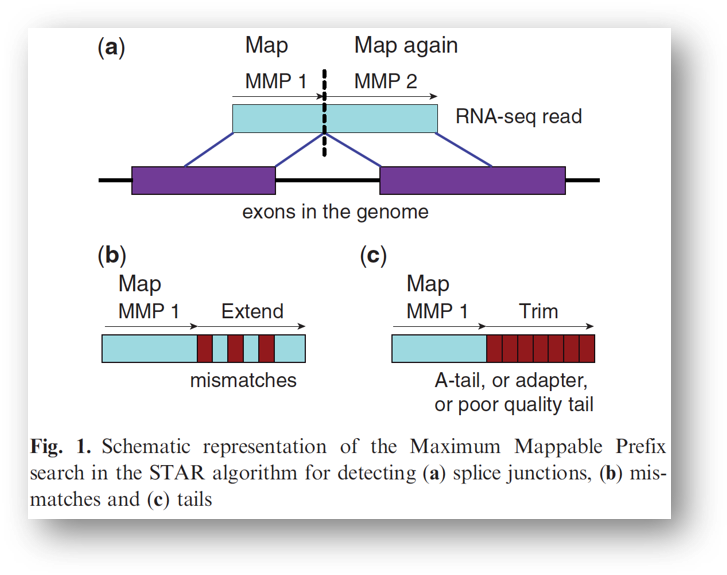 (a)
Map
Map again
MMP 1
MMP 2
RNA-seq read
exons in the genome
(b)
Map
MMP 1
Extend
mismatches
(c)
Map
MMP 1
Trim
A-tail, or adapter,
or poor quality tail
Fig. 1. Schematic representation of the Maximum Mappable Prefix
search in the STAR algorithm for detecting (a) splice junctions, (b) mis-
matches and (c) tails